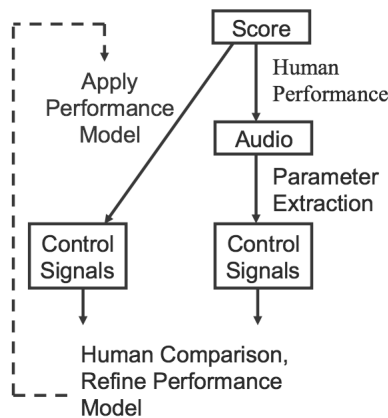 Score
Human
Performance
Apply
Performance
Model
Audio
Parameter
Extraction
Control
Signals
Control
Signals
Human Comparison,
Refine Performance
Model